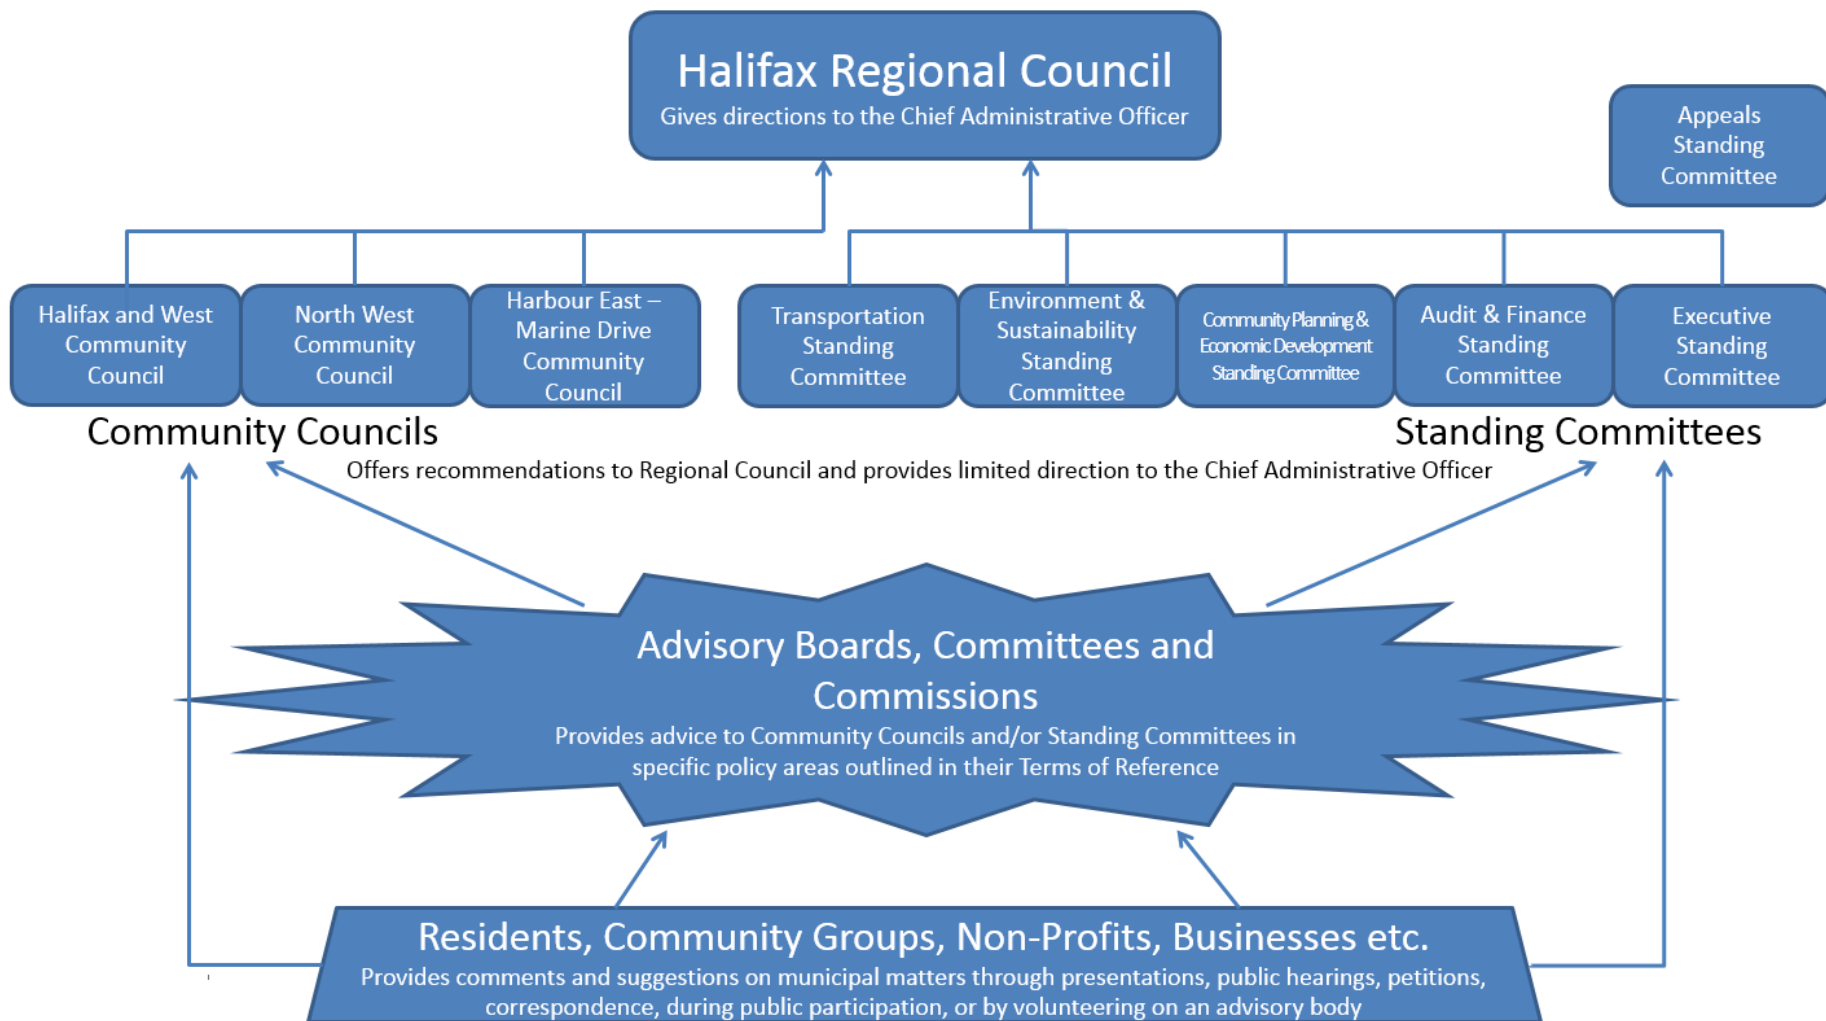 Halifax Regional Council
Gives directions to the Chief Administrative Officer
Appeals
Standing
Committee
Halifax and West
Community
Council
North West
Community
Council
Harbour East –
Marine Drive
Community
Council
Transportation
Standing
Committee
Environment &
Sustainability
Standing
Committee
Community Planning &
Economic Development
Standing Committee
Audit & Finance
Standing
Committee
Executive
Standing
Committee
Community Councils
Standing Committees
Offers recommendations to Regional Council and provides limited direction to the Chief Administrative Officer
Advisory Boards, Committees and
Commissions
Provides advice to Community Councils and/or Standing Committees in
specific policy areas outlined in their Terms of Reference
Residents, Community Groups, Non-Profits, Businesses etc.
Provides comments and suggestions on municipal matters through presentations, public hearings, petitions,
correspondence, during public participation, or by volunteering on an advisory body